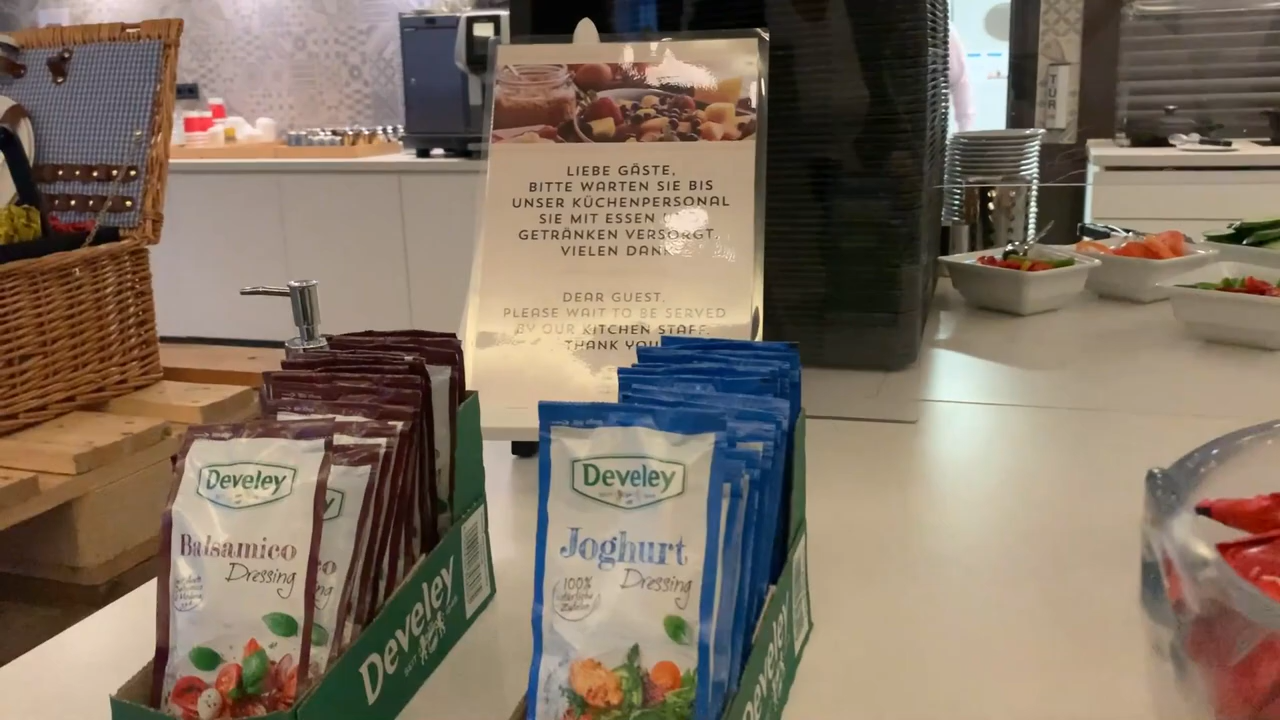 LIEBE GÄSTE,
BITTE WARTEN SIE BIS
UNSER KÜCHENPERSONAL
SIE MIT ESSEN
GETRÄNKEN VERSORGT.
VIELEN DANK
DEAR GUEST,
PLEASE WAIT TO BE SERVED
BY OUR KITCHEN STAFF.
THANK YOU
TÜR
Develey
Balsamico
Dressing
Develey
Develey
Joghurt
Dressing
100%
natürliche
Zutaten
Develey